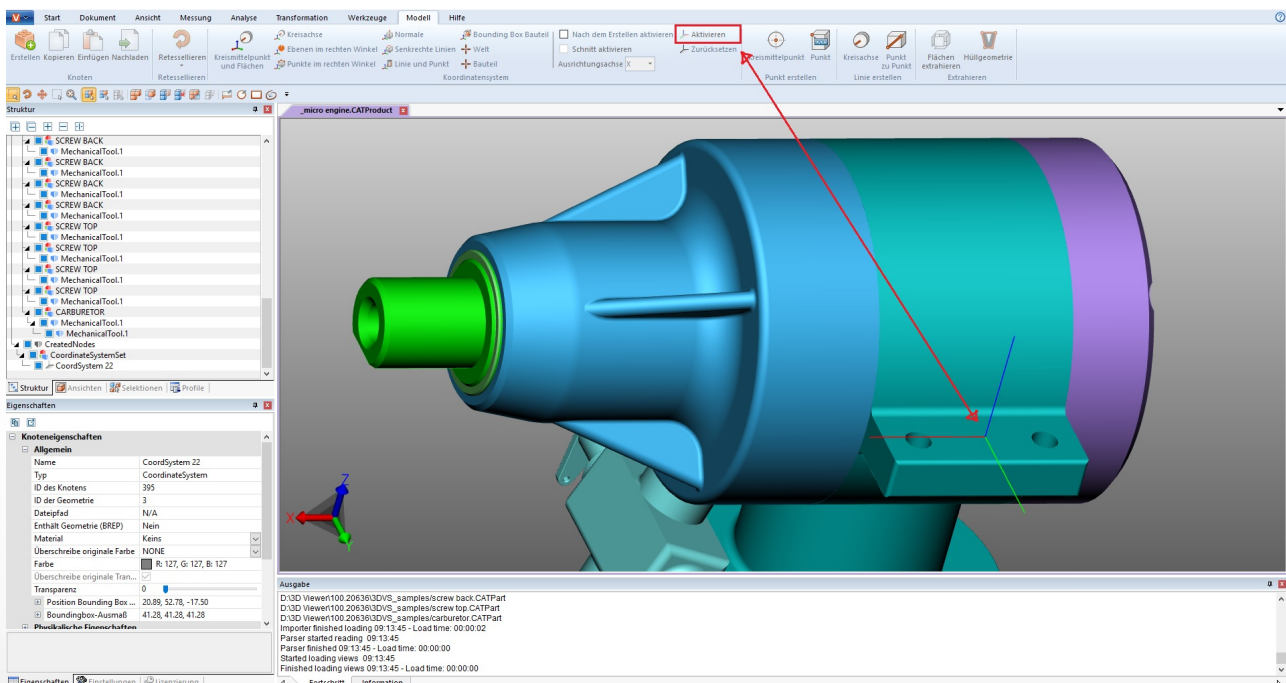 Start Dokument Ansicht Messung Analyse Transformation Werkzeuge Modell Hilfe
Erstellen Kopieren Einfügen Nachladen
Knoten
Retessellieren
Retessellieren
Kreismittelpunkt und Flächen
Kreisachse
Ebenen im rechten Winkel
Punkte im rechten Winkel
Normale
Senkrechte Linien
Linie und Punkt
Bounding Box Bauteil
Welt
Bauteil
Nach dem Erstellen aktivieren
Schnitt aktivieren
Ausrichtungsachse X
Aktivieren
Zurücksetzen
Koordinatensystem
Kreismittelpunkt Punkt
Punkt erstellen
Kreisachse Punkt zu Punkt
Linie erstellen
Flächen extrahieren Hüllgeometrie
Extrahieren
Struktur
_micro engine.CATProduct
SCREW BACK
MechanicalTool.1
SCREW BACK
MechanicalTool.1
SCREW BACK
MechanicalTool.1
SCREW BACK
MechanicalTool.1
SCREW TOP
MechanicalTool.1
SCREW TOP
MechanicalTool.1
SCREW TOP
MechanicalTool.1
SCREW TOP
MechanicalTool.1
CARBURETOR
MechanicalTool.1
MechanicalTool.1
CreatedNodes
CoordinateSystemSet
CoordSystem 22
Struktur Ansichten Selektionen Profile
Eigenschaften
Knoteneigenschaften
Allgemein
Name CoordSystem 22
Typ CoordinateSystem
ID des Knotens 395
ID der Geometrie 3
Dateipfad N/A
Enthält Geometrie (BREP) Nein
Material Keins
Überschreibe originale Farbe NONE
Farbe R: 127, G: 127, B: 127
Überschreibe originale Tran...
Transparenz 0
Position Bounding Box ... 20.89, 52.78, -17.50
Boundingbox-Ausmaß 41.28, 41.28, 41.28
Physikalische Eigenschaften
Eigenschaften Einstellungen Lizenzierung
X
Y
Z
Ausgabe
D:\3D Viewer\100.20636\3DVS_samples/screw back.CATPart
D:\3D Viewer\100.20636\3DVS_samples/screw top.CATPart
D:\3D Viewer\100.20636\3DVS_samples/carburetor.CATPart
Importer finished loading 09:13:45 - Load time: 00:00:02
Parser started reading 09:13:45
Parser finished 09:13:45 - Load time: 00:00:00
Started loading views 09:13:45
Finished loading views 09:13:45 - Load time: 00:00:00
Fortschritt Information